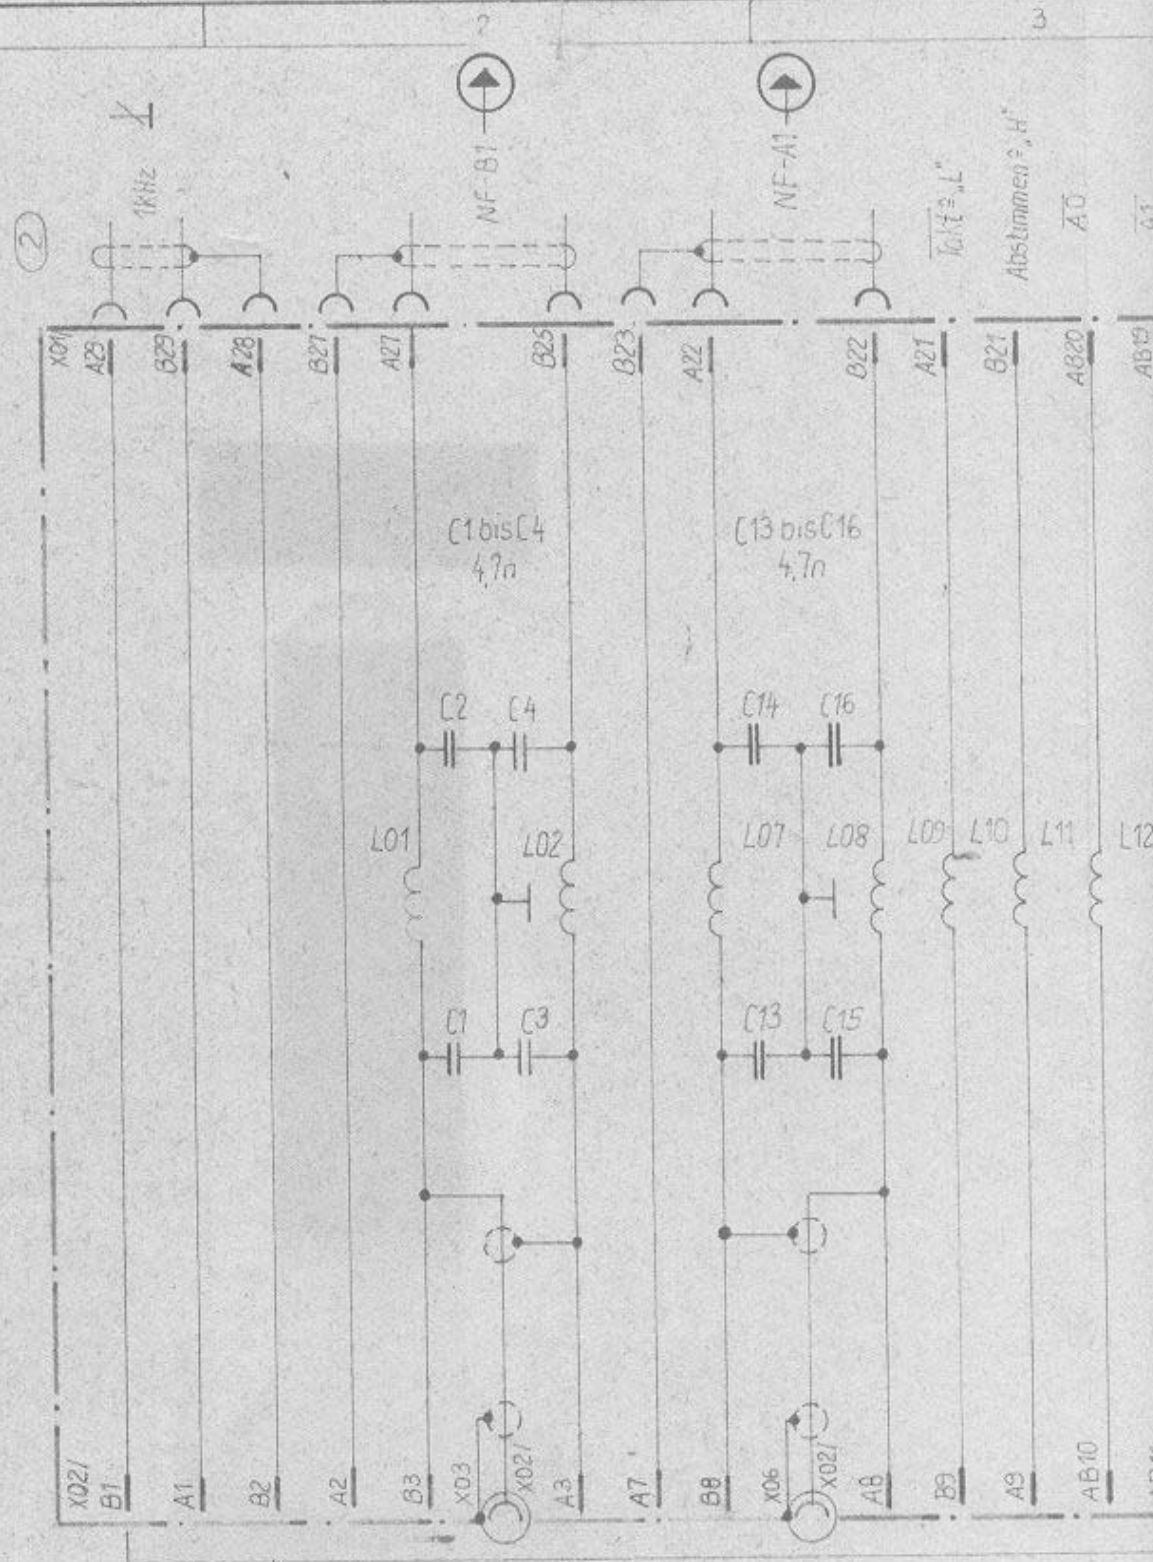 3
2
1kHz
NF-B1
NF-A1
Takt ≙ „L"
Abstimmen ≙ „H"
A0
X01/
A29
B29
A28
B27
A27
B26
B23
A22
B22
A21
B21
AB20
AB19
C1 bis C4
4,7n
C13 bis C16
4,7n
C2
C4
C14
C16
L01
L02
L07
L08
L09
L10
L11
L12
C1
C3
C13
C15
X02/
B1
A1
B2
A2
B3
X03
X02/
A3
A7
B8
X06
X02/
A8
B9
A9
AB10